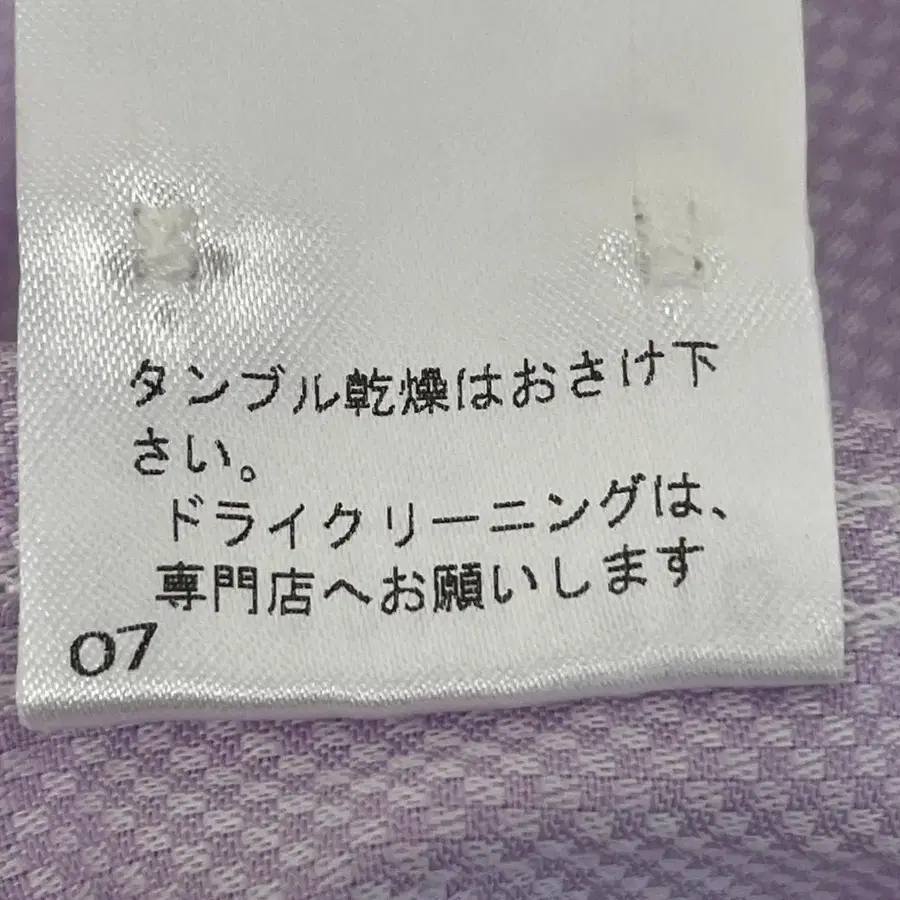 タンブル乾燥はおさけ下
さい。
ドライクリーニングは、
専門店へお願いします
07